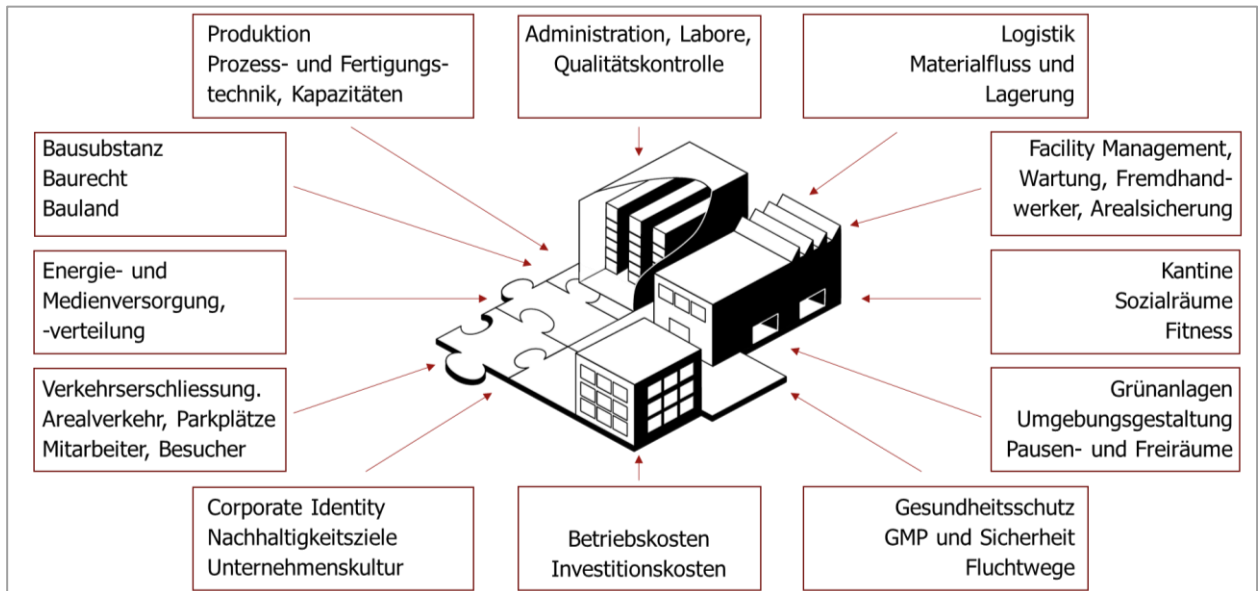 Produktion
Prozess- und Fertigungs-
technik, Kapazitäten
Administration, Labore,
Qualitätskontrolle
Logistik
Materialfluss und
Lagerung
Bausubstanz
Baurecht
Bauland
Facility Management,
Wartung, Fremdhand-
werker, Arealsicherung
Energie- und
Medienversorgung,
-verteilung
Kantine
Sozialräume
Fitness
Verkehrserschliessung.
Arealverkehr, Parkplätze
Mitarbeiter, Besucher
Grünanlagen
Umgebungsgestaltung
Pausen- und Freiräume
Corporate Identity
Nachhaltigkeitsziele
Unternehmenskultur
Betriebskosten
Investitionskosten
Gesundheitsschutz
GMP und Sicherheit
Fluchtwege